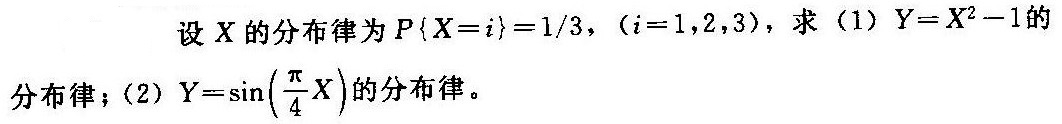 设 X 的分布律为 P{X=i}=1/3，(i=1,2,3)，求（1）Y=X²－1的
分布律；（2）Y=sin(π/4 X)的分布律。